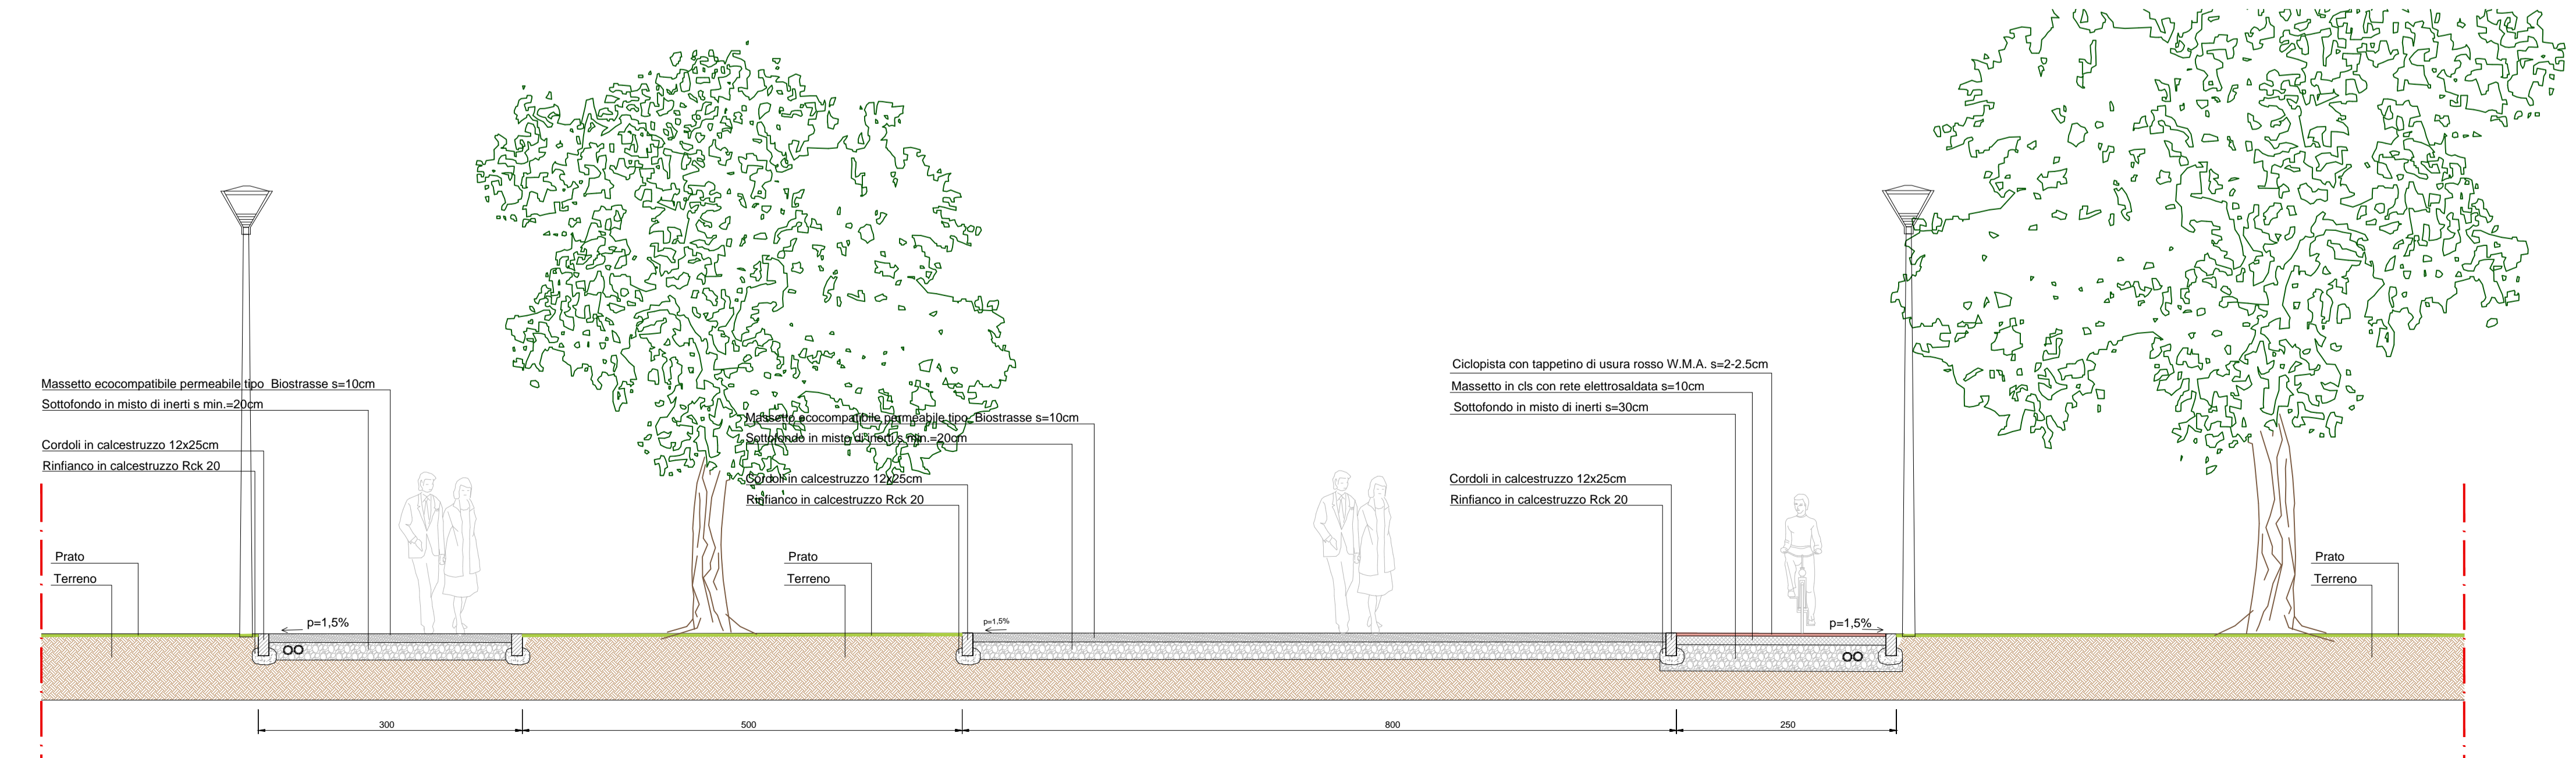 Massetto ecocompatibile permeabile tipo Biostrasse s=10cm
Sottofondo in misto di inerti s min.=20cm
Cordoli in calcestruzzo 12x25cm
Rinfianco in calcestruzzo Rck 20
Prato
Terreno
p=1,5%
Massetto ecocompatibile permeabile tipo Biostrasse s=10cm
Sottofondo in misto di inerti s min.=20cm
Cordoli in calcestruzzo 12x25cm
Rinfianco in calcestruzzo Rck 20
Prato
Terreno
p=1,5%
Ciclopista con tappetino di usura rosso W.M.A. s=2-2.5cm
Massetto in cls con rete elettrosaldata s=10cm
Sottofondo in misto di inerti s=30cm
Cordoli in calcestruzzo 12x25cm
Rinfianco in calcestruzzo Rck 20
p=1,5%
Prato
Terreno
300
500
800
250